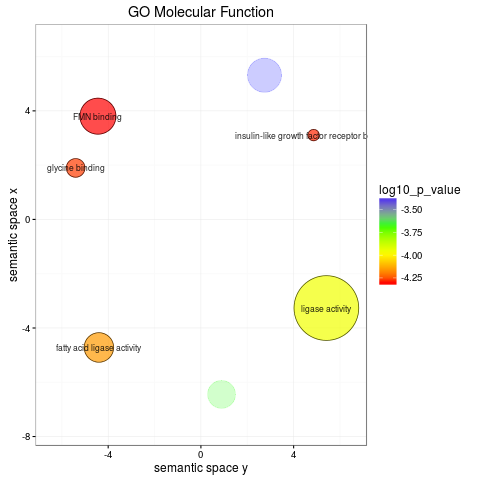 GO Molecular Function
FMN binding
insulin-like growth factor receptor b
glycine binding
ligase activity
fatty acid ligase activity
4
0
-4
-8
-4
0
4
semantic space x
semantic space y
log10_p_value
-3.50
-3.75
-4.00
-4.25